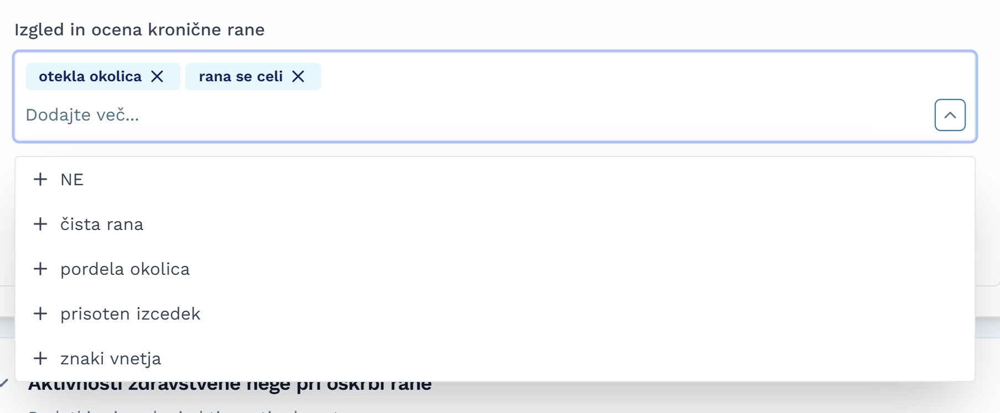 Izgled in ocena kronične rane
otekla okolica rana se celi
Dodajte več...
NE
čista rana
pordela okolica
prisoten izcedek
znaki vnetja
Aktivnosti zdravstvene nege pri oskrbi rane